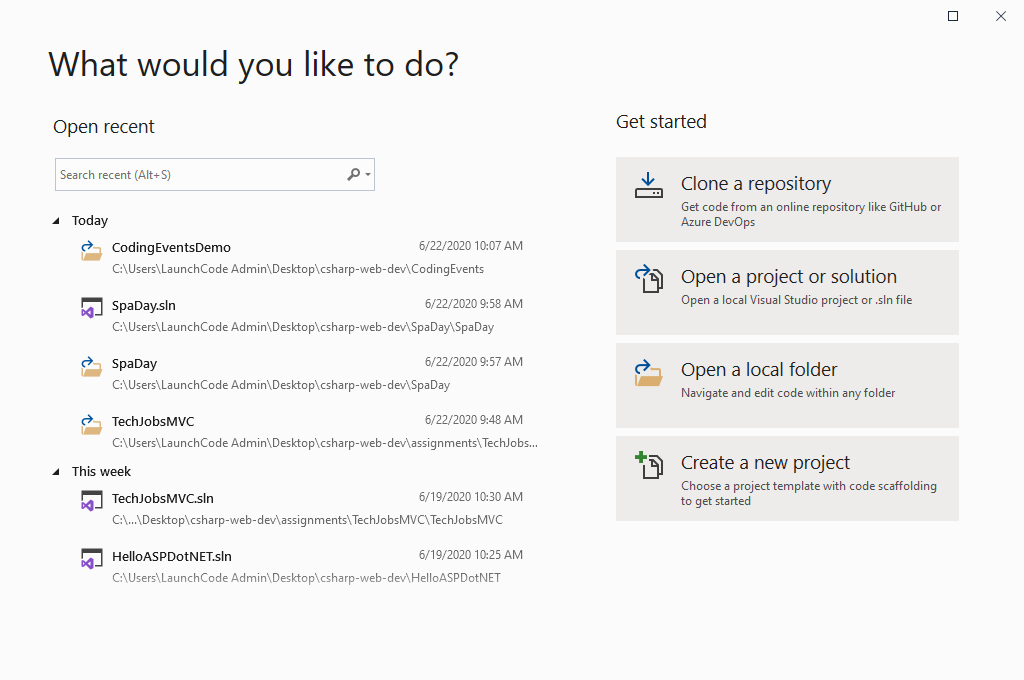 What would you like to do?
Open recent
Search recent (Alt+S)
Today
CodingEventsDemo 6/22/2020 10:07 AM
C:\Users\LaunchCode Admin\Desktop\csharp-web-dev\CodingEvents
SpaDay.sln 6/22/2020 9:58 AM
C:\Users\LaunchCode Admin\Desktop\csharp-web-dev\SpaDay\SpaDay
SpaDay 6/22/2020 9:57 AM
C:\Users\LaunchCode Admin\Desktop\csharp-web-dev\SpaDay
TechJobsMVC 6/22/2020 9:48 AM
C:\Users\LaunchCode Admin\Desktop\csharp-web-dev\assignments\TechJobs...
This week
TechJobsMVC.sln 6/19/2020 10:30 AM
C:\...\Desktop\csharp-web-dev\assignments\TechJobsMVC\TechJobsMVC
HelloASPDotNET.sln 6/19/2020 10:25 AM
C:\Users\LaunchCode Admin\Desktop\csharp-web-dev\HelloASPDotNET
Get started
Clone a repository
Get code from an online repository like GitHub or
Azure DevOps
Open a project or solution
Open a local Visual Studio project or .sln file
Open a local folder
Navigate and edit code within any folder
Create a new project
Choose a project template with code scaffolding
to get started